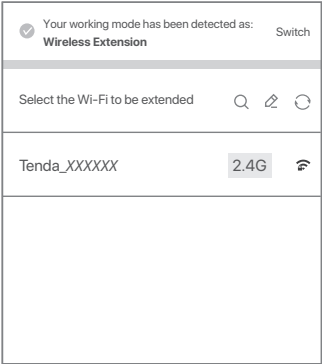 Your working mode has been detected as:
Wireless Extension
Switch
Select the Wi-Fi to be extended
Tenda_XXXXXX
2.4G